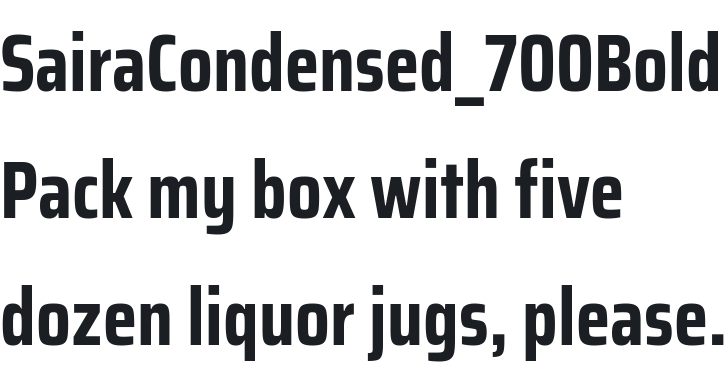 SairaCondensed_700Bold
Pack my box with five
dozen liquor jugs, please.